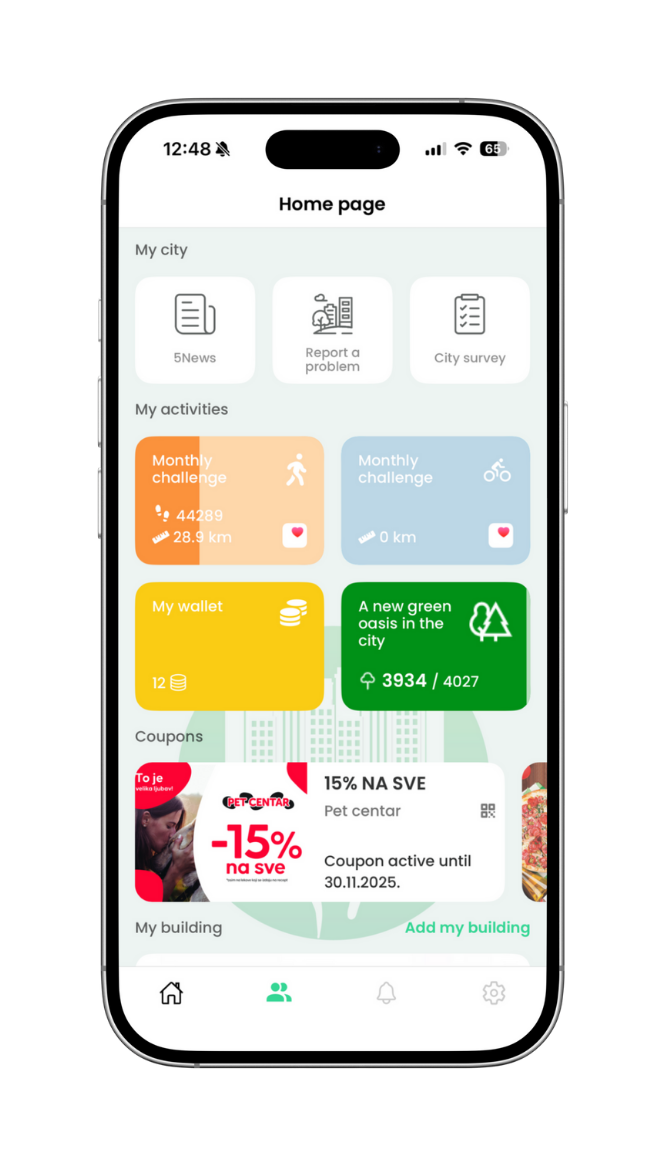 12:48
65
Home page
My city
5News
Report a
problem
City survey
My activities
Monthly
challenge
44289
28.9 km
Monthly
challenge
0 km
My wallet
12
A new green
oasis in the
city
3934 / 4027
Coupons
To je
velika ljubav!
PET CENTAR
-15%
na sve
15% NA SVE
Pet centar
Coupon active until
30.11.2025.
My building
Add my building